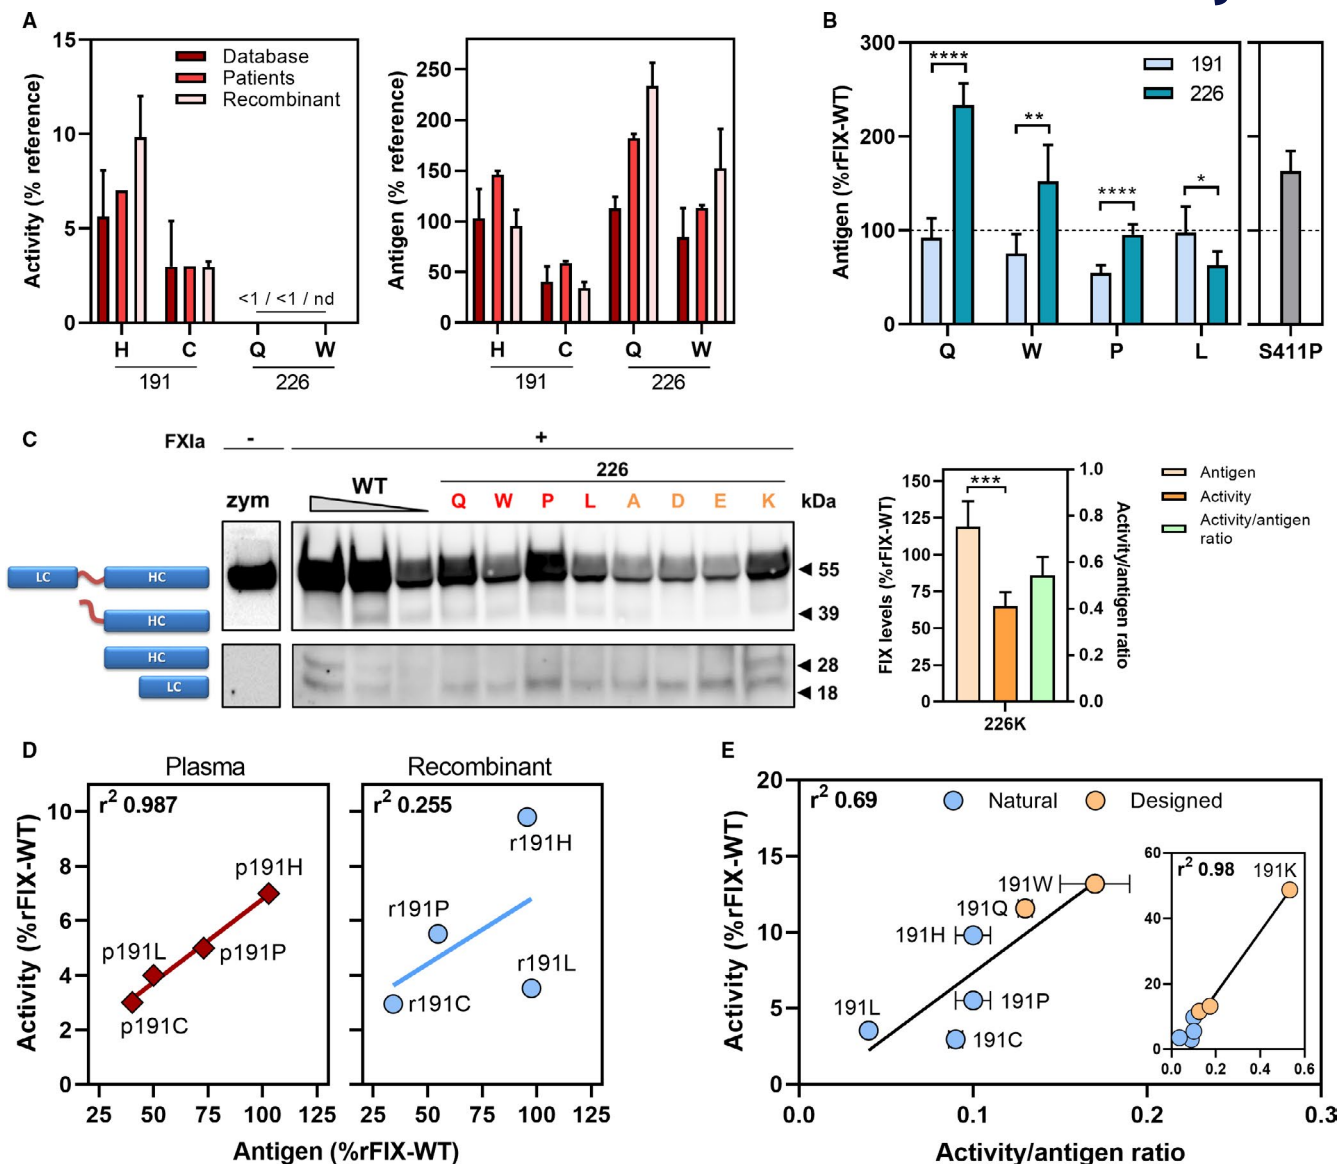 A
15
10
5
0
Activity (% reference)
Database
Patients
Recombinant
<1 / <1 / nd
H C Q W
191 226
250
200
150
100
50
0
Antigen (% reference)
H C Q W
191 226
B
300
200
100
0
Antigen (%rFIX-WT)
191
226
****
**
****
*
Q W P L S411P
C
FXIa - +
226
zym WT Q W P L A D E K kDa
LC HC
HC
HC
LC
55
39
28
18
150
125
100
75
50
25
0
FIX levels (%rFIX-WT)
***
1.0
0.8
0.6
0.4
0.2
0.0
Activity/antigen ratio
226K
Antigen
Activity
Activity/antigen
ratio
D
Plasma Recombinant
r2 0.987
r2 0.255
10
8
6
4
2
0
Activity (%rFIX-WT)
p191H
p191L
p191P
p191C
r191H
r191P
r191L
r191C
25 50 75 100 125 25 50 75 100 125
Antigen (%rFIX-WT)
E
20
15
10
5
0
Activity (%rFIX-WT)
r2 0.69
Natural Designed
191W
191Q
191H
191L
191P
191C
60
40
20
0
r2 0.98
191K
0.0 0.2 0.4 0.6
0.0 0.1 0.2 0.3
Activity/antigen ratio